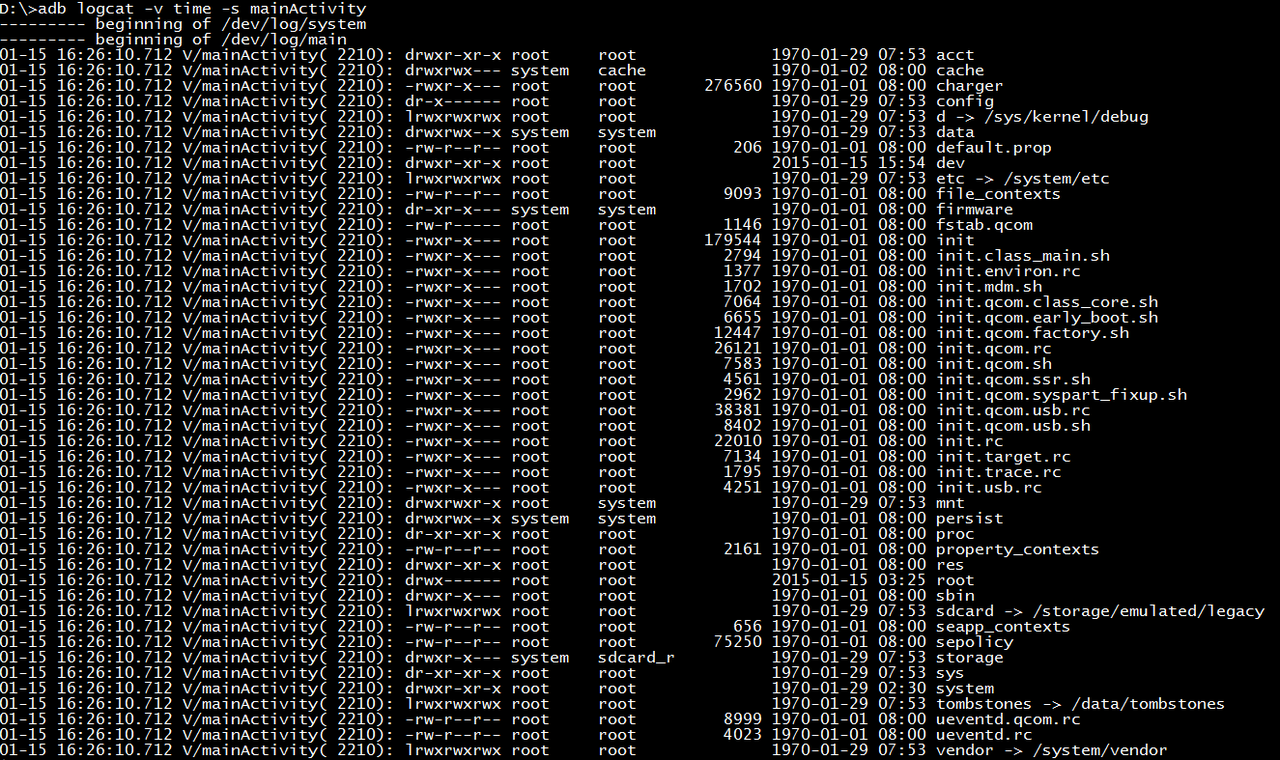 D:\>adb logcat -v time -s mainActivity
--------- beginning of /dev/log/system
--------- beginning of /dev/log/main
01-15 16:26:10.712 V/mainActivity( 2210): drwxr-xr-x root     root              1970-01-29 07:53 acct
01-15 16:26:10.712 V/mainActivity( 2210): drwxrwx--- system   cache             1970-01-02 08:00 cache
01-15 16:26:10.712 V/mainActivity( 2210): -rwxr-x--- root     root       276560 1970-01-01 08:00 charger
01-15 16:26:10.712 V/mainActivity( 2210): dr-x------ root     root              1970-01-29 07:53 config
01-15 16:26:10.712 V/mainActivity( 2210): lrwxrwxrwx root     root              1970-01-29 07:53 d -> /sys/kernel/debug
01-15 16:26:10.712 V/mainActivity( 2210): drwxrwx--x system   system            1970-01-29 07:53 data
01-15 16:26:10.712 V/mainActivity( 2210): -rw-r--r-- root     root          206 1970-01-01 08:00 default.prop
01-15 16:26:10.712 V/mainActivity( 2210): drwxr-xr-x root     root              2015-01-15 15:54 dev
01-15 16:26:10.712 V/mainActivity( 2210): lrwxrwxrwx root     root              1970-01-29 07:53 etc -> /system/etc
01-15 16:26:10.712 V/mainActivity( 2210): -rw-r--r-- root     root         9093 1970-01-01 08:00 file_contexts
01-15 16:26:10.712 V/mainActivity( 2210): dr-xr-x--- system   system            1970-01-01 08:00 firmware
01-15 16:26:10.712 V/mainActivity( 2210): -rw-r----- root     root         1146 1970-01-01 08:00 fstab.qcom
01-15 16:26:10.712 V/mainActivity( 2210): -rwxr-x--- root     root       179544 1970-01-01 08:00 init
01-15 16:26:10.712 V/mainActivity( 2210): -rwxr-x--- root     root         2794 1970-01-01 08:00 init.class_main.sh
01-15 16:26:10.712 V/mainActivity( 2210): -rwxr-x--- root     root         1377 1970-01-01 08:00 init.environ.rc
01-15 16:26:10.712 V/mainActivity( 2210): -rwxr-x--- root     root         1702 1970-01-01 08:00 init.mdm.sh
01-15 16:26:10.712 V/mainActivity( 2210): -rwxr-x--- root     root         7064 1970-01-01 08:00 init.qcom.class_core.sh
01-15 16:26:10.712 V/mainActivity( 2210): -rwxr-x--- root     root         6655 1970-01-01 08:00 init.qcom.early_boot.sh
01-15 16:26:10.712 V/mainActivity( 2210): -rwxr-x--- root     root        12447 1970-01-01 08:00 init.qcom.factory.sh
01-15 16:26:10.712 V/mainActivity( 2210): -rwxr-x--- root     root        26121 1970-01-01 08:00 init.qcom.rc
01-15 16:26:10.712 V/mainActivity( 2210): -rwxr-x--- root     root         7583 1970-01-01 08:00 init.qcom.sh
01-15 16:26:10.712 V/mainActivity( 2210): -rwxr-x--- root     root         4561 1970-01-01 08:00 init.qcom.ssr.sh
01-15 16:26:10.712 V/mainActivity( 2210): -rwxr-x--- root     root         2962 1970-01-01 08:00 init.qcom.syspart_fixup.sh
01-15 16:26:10.712 V/mainActivity( 2210): -rwxr-x--- root     root        38381 1970-01-01 08:00 init.qcom.usb.rc
01-15 16:26:10.712 V/mainActivity( 2210): -rwxr-x--- root     root         8402 1970-01-01 08:00 init.qcom.usb.sh
01-15 16:26:10.712 V/mainActivity( 2210): -rwxr-x--- root     root        22010 1970-01-01 08:00 init.rc
01-15 16:26:10.712 V/mainActivity( 2210): -rwxr-x--- root     root         7134 1970-01-01 08:00 init.target.rc
01-15 16:26:10.712 V/mainActivity( 2210): -rwxr-x--- root     root         1795 1970-01-01 08:00 init.trace.rc
01-15 16:26:10.712 V/mainActivity( 2210): -rwxr-x--- root     root         4251 1970-01-01 08:00 init.usb.rc
01-15 16:26:10.712 V/mainActivity( 2210): drwxrwxr-x root     system            1970-01-29 07:53 mnt
01-15 16:26:10.712 V/mainActivity( 2210): drwxrwx--x system   system            1970-01-01 08:00 persist
01-15 16:26:10.712 V/mainActivity( 2210): dr-xr-xr-x root     root              1970-01-01 08:00 proc
01-15 16:26:10.712 V/mainActivity( 2210): -rw-r--r-- root     root         2161 1970-01-01 08:00 property_contexts
01-15 16:26:10.712 V/mainActivity( 2210): drwxr-xr-x root     root              1970-01-01 08:00 res
01-15 16:26:10.712 V/mainActivity( 2210): drwx------ root     root              2015-01-15 03:25 root
01-15 16:26:10.712 V/mainActivity( 2210): drwxr-x--- root     root              1970-01-01 08:00 sbin
01-15 16:26:10.712 V/mainActivity( 2210): lrwxrwxrwx root     root              1970-01-29 07:53 sdcard -> /storage/emulated/legacy
01-15 16:26:10.712 V/mainActivity( 2210): -rw-r--r-- root     root          656 1970-01-01 08:00 seapp_contexts
01-15 16:26:10.712 V/mainActivity( 2210): -rw-r--r-- root     root        75250 1970-01-01 08:00 sepolicy
01-15 16:26:10.712 V/mainActivity( 2210): drwxr-x--- system   sdcard_r          1970-01-29 07:53 storage
01-15 16:26:10.712 V/mainActivity( 2210): dr-xr-xr-x root     root              1970-01-29 07:53 sys
01-15 16:26:10.712 V/mainActivity( 2210): drwxr-xr-x root     root              1970-01-29 02:30 system
01-15 16:26:10.712 V/mainActivity( 2210): lrwxrwxrwx root     root              1970-01-29 07:53 tombstones -> /data/tombstones
01-15 16:26:10.712 V/mainActivity( 2210): -rw-r--r-- root     root         8999 1970-01-01 08:00 ueventd.qcom.rc
01-15 16:26:10.712 V/mainActivity( 2210): -rw-r--r-- root     root         4023 1970-01-01 08:00 ueventd.rc
01-15 16:26:10.712 V/mainActivity( 2210): lrwxrwxrwx root     root              1970-01-29 07:53 vendor -> /system/vendor